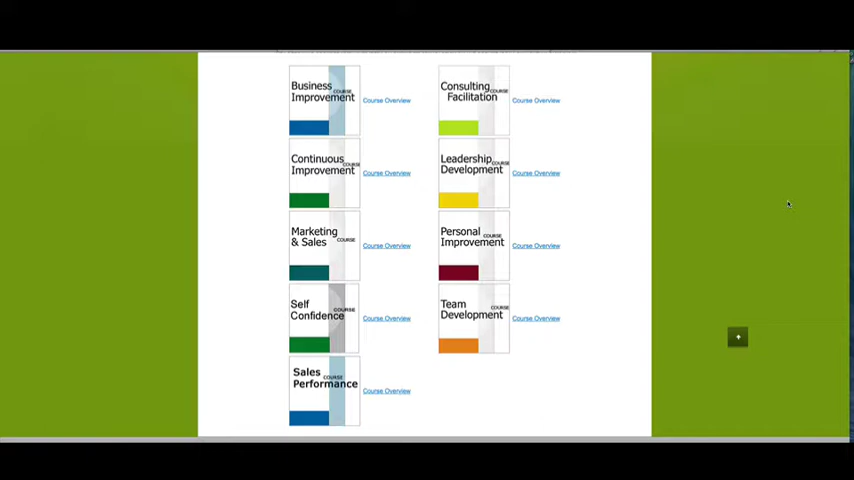 Business
COURSE
Improvement
Course Overview
Consulting
COURSE
Facilitation
Course Overview
Continuous
COURSE
Improvement
Course Overview
Leadership
COURSE
Development
Course Overview
Marketing
& Sales
COURSE
Course Overview
Personal
COURSE
Improvement
Course Overview
Self
COURSE
Confidence
Course Overview
Team
COURSE
Development
Course Overview
Sales
COURSE
Performance
Course Overview